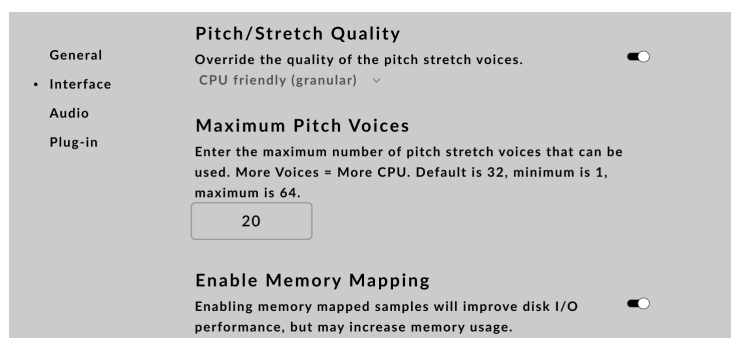 General
• Interface
Audio
Plug-in
Pitch/Stretch Quality
Override the quality of the pitch stretch voices.
CPU friendly (granular)
Maximum Pitch Voices
Enter the maximum number of pitch stretch voices that can be
used. More Voices = More CPU. Default is 32, minimum is 1,
maximum is 64.
20
Enable Memory Mapping
Enabling memory mapped samples will improve disk I/O
performance, but may increase memory usage.